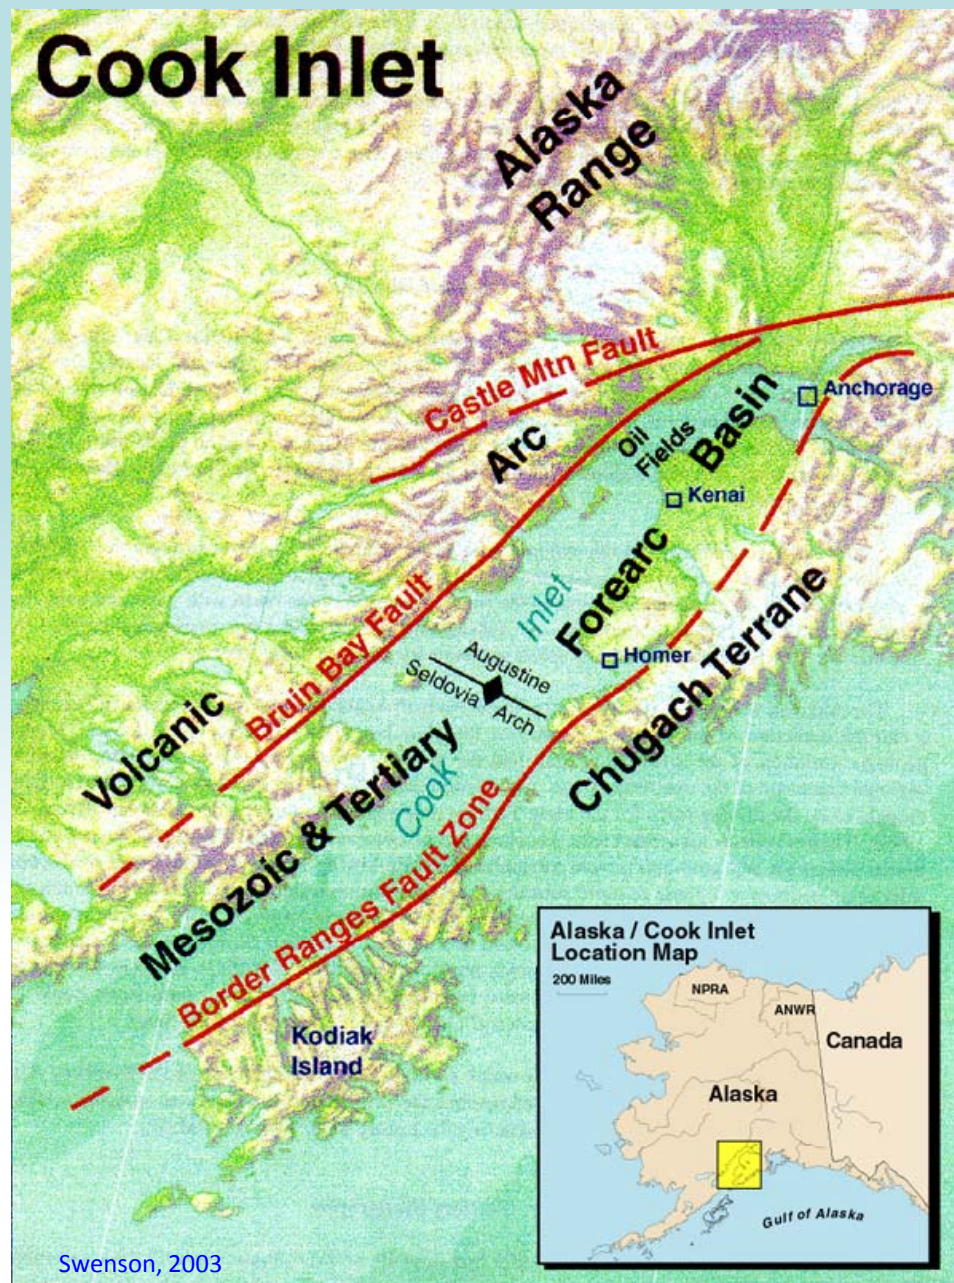 Cook Inlet
Alaska
Range
Castle Mtn Fault
Arc
Oil
Fields
Basin
Anchorage
Kenai
Forearc
Inlet
Bruin Bay Fault
Homer
Augustine
Seldovia
Arch
Chugach Terrane
Volcanic
Mesozoic & Tertiary
Cook
Border Ranges Fault Zone
Kodiak
Island
Alaska / Cook Inlet
Location Map
200 Miles
NPRA
ANWR
Canada
Alaska
Gulf of Alaska
Swenson, 2003